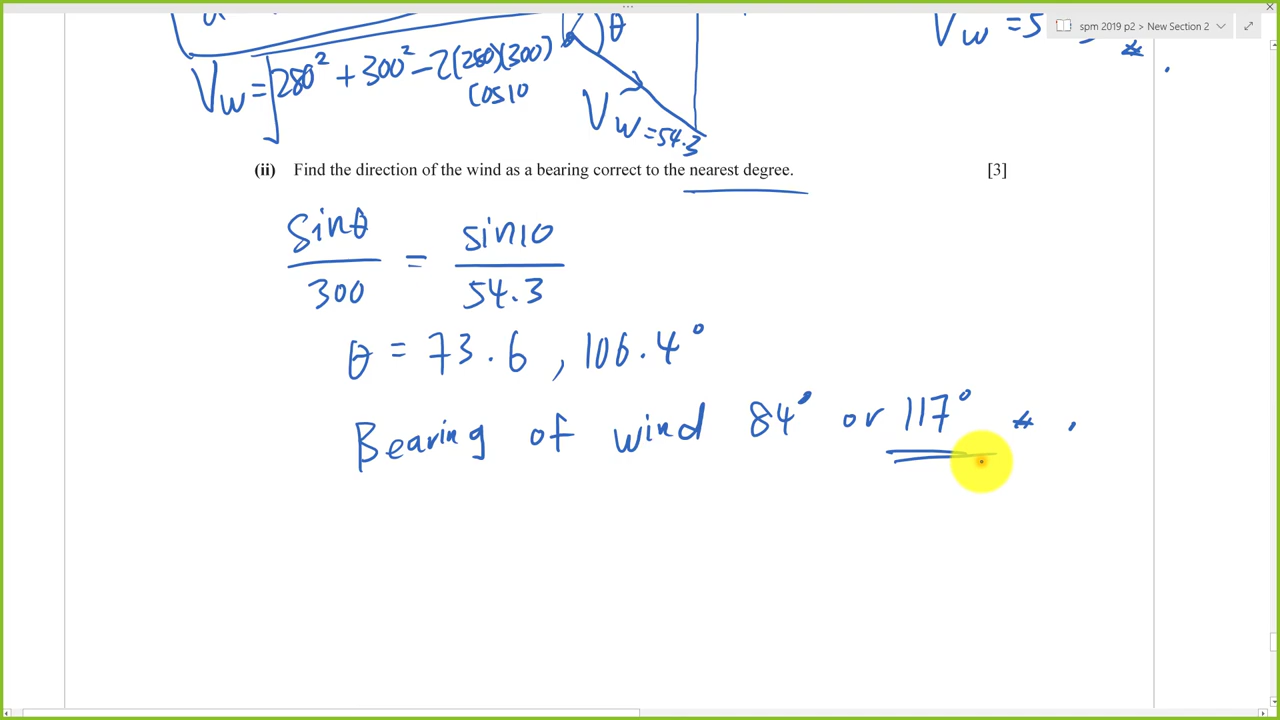 spm 2019 p2 > New Section 2
θ
V_W = 5
V_W = √280² + 300² − 2(280)(300)
cos10
V_W = 54.3
(ii) Find the direction of the wind as a bearing correct to the nearest degree. [3]
sinθ/300 = sin10/54.3
θ = 73.6 , 106.4°
Bearing of wind 84° or 117°